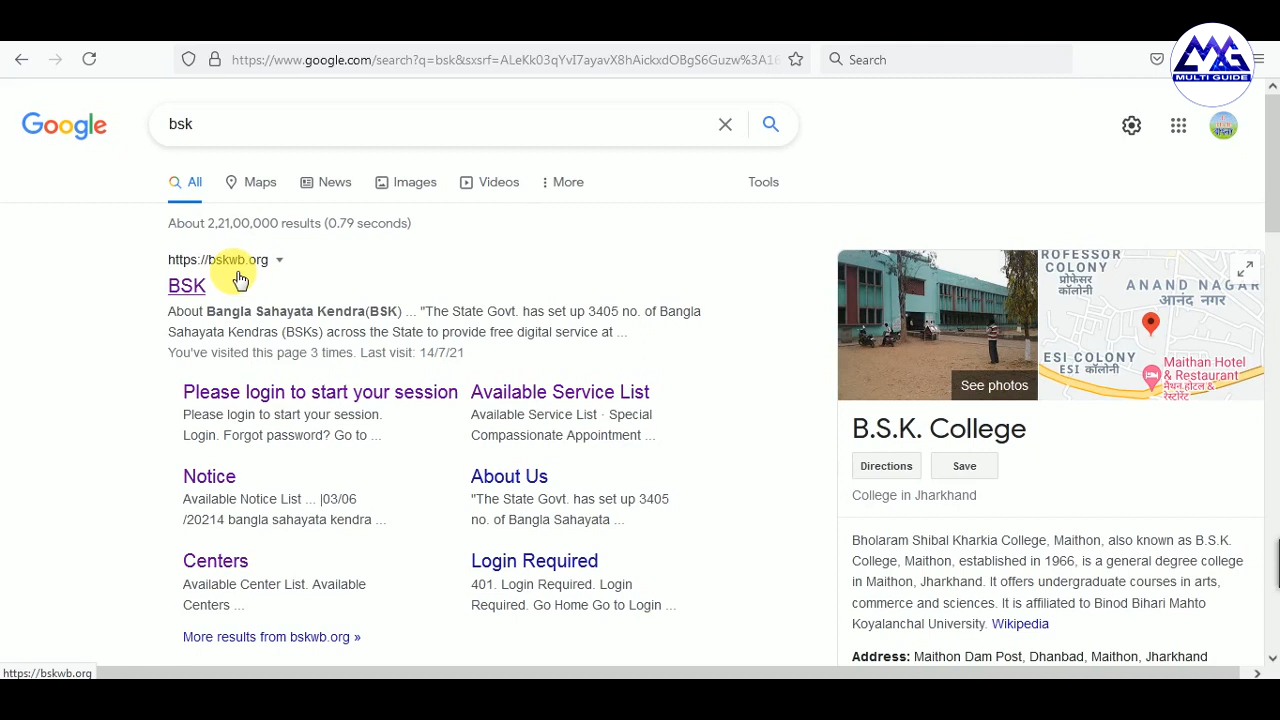 MULTI GUIDE
https://www.google.com/search?q=bsk&sxsrf=ALeKk03qYvI7ayavX8hAickxdOBgS6Guzw%3A16
Search
Google
bsk
All
Maps
News
Images
Videos
More
Tools
About 2,21,00,000 results (0.79 seconds)
https://bskwb.org
BSK
About Bangla Sahayata Kendra(BSK) ... "The State Govt. has set up 3405 no. of Bangla
Sahayata Kendras (BSKs) across the State to provide free digital service at ...
You've visited this page 3 times. Last visit: 14/7/21
Please login to start your session
Please login to start your session.
Login. Forgot password? Go to ...
Available Service List
Available Service List · Special
Compassionate Appointment ...
Notice
Available Notice List ... |03/06
/20214 bangla sahayata kendra ...
About Us
"The State Govt. has set up 3405
no. of Bangla Sahayata ...
Centers
Available Center List. Available
Centers ...
Login Required
401. Login Required. Login
Required. Go Home Go to Login ...
More results from bskwb.org »
See photos
ROFESSOR
COLONY
प्रोफेसर
कॉलोनी
ANAND NAGAR
आनंद नगर
ESI COLONY
ESI कॉलोनी
Maithon Hotel
& Restaurant
मैथन होटल &
रेस्टोरेंट
B.S.K. College
Directions
Save
College in Jharkhand
Bholaram Shibal Kharkia College, Maithon, also known as B.S.K.
College, Maithon, established in 1966, is a general degree college
in Maithon, Jharkhand. It offers undergraduate courses in arts,
commerce and sciences. It is affiliated to Binod Bihari Mahto
Koyalanchal University. Wikipedia
Address: Maithon Dam Post, Dhanbad, Maithon, Jharkhand
https://bskwb.org